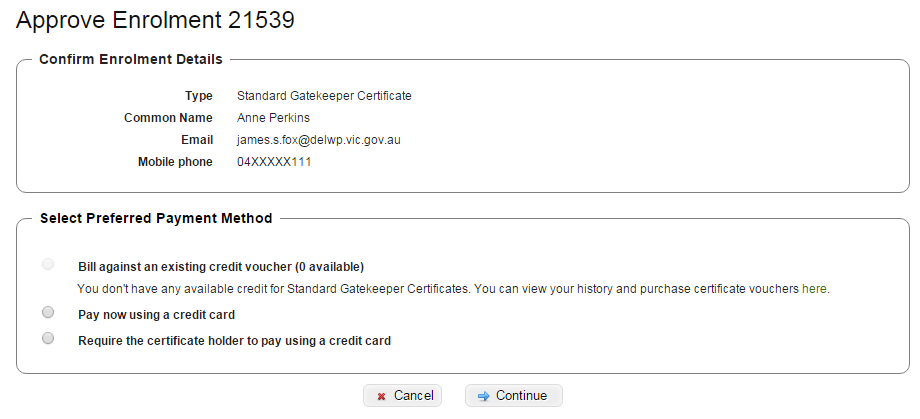 Approve Enrolment 21539
Confirm Enrolment Details
Type Standard Gatekeeper Certificate
Common Name Anne Perkins
Email james.s.fox@delwp.vic.gov.au
Mobile phone 04XXXXX111
Select Preferred Payment Method
Bill against an existing credit voucher (0 available)
You don't have any available credit for Standard Gatekeeper Certificates. You can view your history and purchase certificate vouchers here.
Pay now using a credit card
Require the certificate holder to pay using a credit card
Cancel Continue